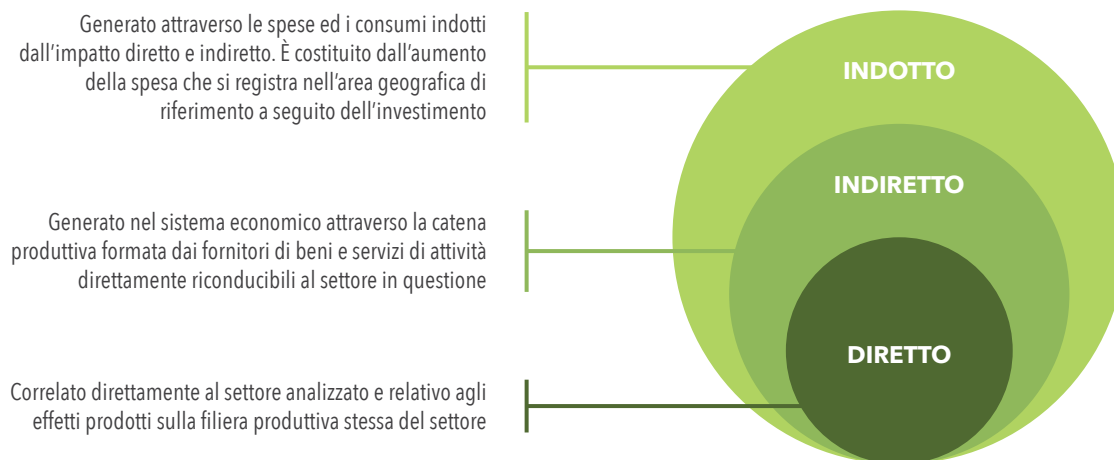 Generato attraverso le spese ed i consumi indotti
dall'impatto diretto e indiretto. È costituito dall'aumento
della spesa che si registra nell'area geografica di
riferimento a seguito dell'investimento
INDOTTO
Generato nel sistema economico attraverso la catena
produttiva formata dai fornitori di beni e servizi di attività
direttamente riconducibili al settore in questione
INDIRETTO
Correlato direttamente al settore analizzato e relativo agli
effetti prodotti sulla filiera produttiva stessa del settore
DIRETTO